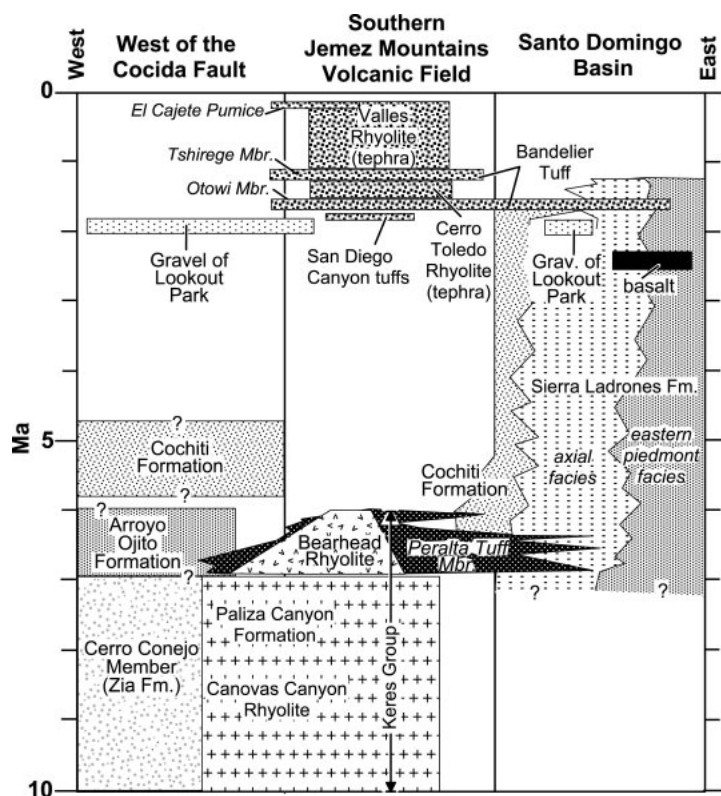 West
West of the
Cocida Fault
Southern
Jemez Mountains
Volcanic Field
Santo Domingo
Basin
East
0
5
10
Ma
El Cajete Pumice
Tshirege Mbr.
Otowi Mbr.
Valles
Rhyolite
(tephra)
Bandelier
Tuff
Gravel of
Lookout
Park
San Diego
Canyon tuffs
Cerro
Toledo
Rhyolite
(tephra)
Grav. of
Lookout
Park
basalt
Sierra Ladrones Fm.
?
Cochiti
Formation
?
?
Arroyo
Ojito
Formation
?
Cochiti
Formation
axial
facies
eastern
piedmont
facies
Bearhead
Rhyolite
Peralta Tuff
Mbr.
?
?
Cerro Conejo
Member
(Zia Fm.)
Paliza Canyon
Formation
Canovas Canyon
Rhyolite
Keres Group